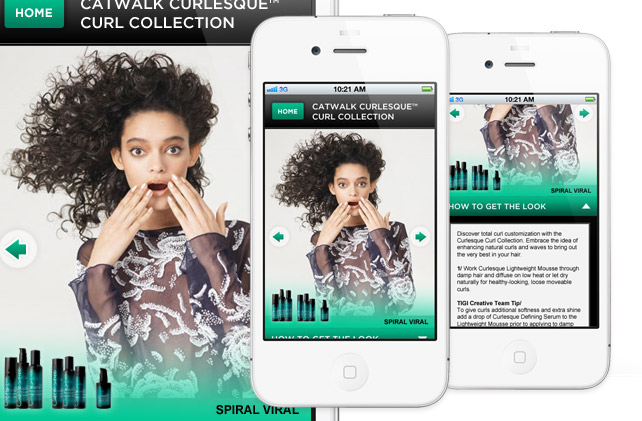 HOME
CATWALK CURLESQUE™
CURL COLLECTION
SPIRAL VIRAL
3G
10:21 AM
HOME
CATWALK CURLESQUE™
CURL COLLECTION
SPIRAL VIRAL
HOW TO GET THE LOOK
3G
10:21 AM
SPIRAL VIRAL
HOW TO GET THE LOOK
Discover total curl customization with the
Curlesque Curl Collection. Embrace the idea of
enhancing natural curls and waves to bring out
the very best in your hair.
1/ Work Curlesque Lightweight Mousse through
damp hair and diffuse on low heat or let dry
naturally for healthy-looking, loose moveable
curls.
TIGI Creative Team Tip/
To give curls additional softness and extra shine
add a drop of Curlesque Defining Serum to the
Lightweight Mousse prior to applying to damp